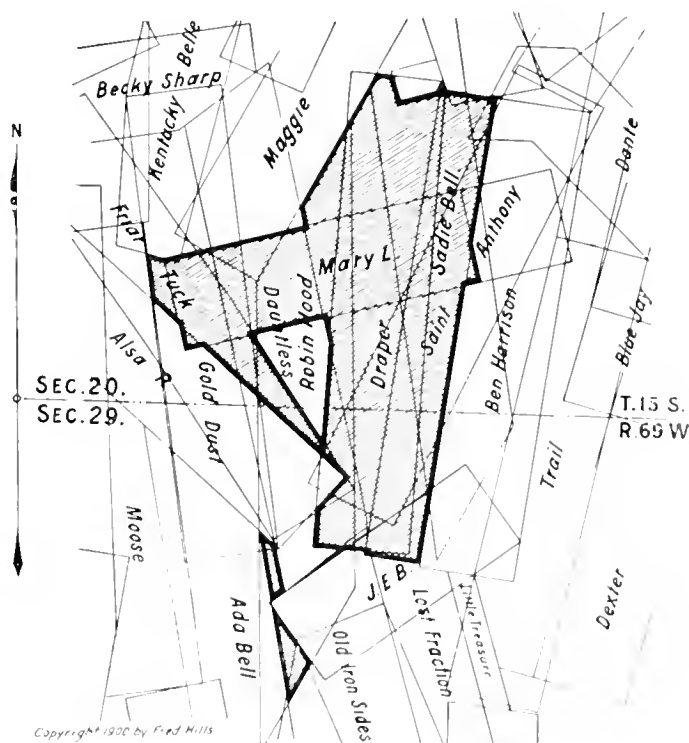 Becky Sharp
Kentacky Belle
Maggie
N
Friar Tuck
Mary L.
Sadie Bell
Saint Anthony
Dante
Dauntless
Robin Hood
Draper
Ben Harrison
Blue Jay
Alsa R
Gold Dust
SEC.20.
SEC.29.
T.15 S.
R.69 W
Trail
Moose
Ada Bell
J.E.B.
Lost Fraction
Little Treasure
Old Iron Sides
Dexter
Copyright 1900 by Fred Hills